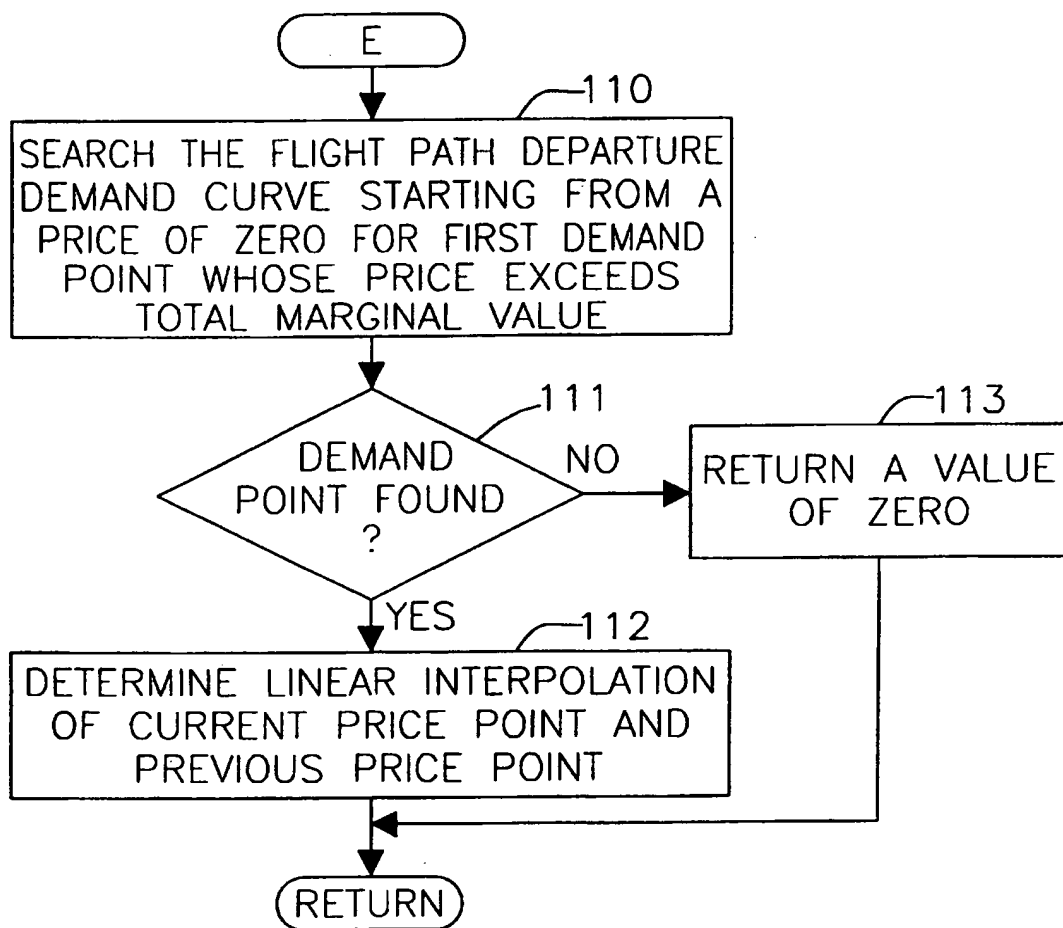 E
110
SEARCH THE FLIGHT PATH DEPARTURE
DEMAND CURVE STARTING FROM A
PRICE OF ZERO FOR FIRST DEMAND
POINT WHOSE PRICE EXCEEDS
TOTAL MARGINAL VALUE
111
DEMAND
POINT FOUND
?
NO
113
RETURN A VALUE
OF ZERO
YES
112
DETERMINE LINEAR INTERPOLATION
OF CURRENT PRICE POINT AND
PREVIOUS PRICE POINT
RETURN